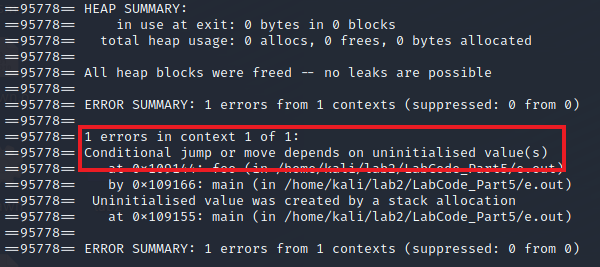 ==95778== HEAP SUMMARY:
==95778==     in use at exit: 0 bytes in 0 blocks
==95778==   total heap usage: 0 allocs, 0 frees, 0 bytes allocated
==95778==
==95778== All heap blocks were freed -- no leaks are possible
==95778==
==95778== ERROR SUMMARY: 1 errors from 1 contexts (suppressed: 0 from 0)
==95778==
==95778== 1 errors in context 1 of 1:
==95778== Conditional jump or move depends on uninitialised value(s)
==95778==    at 0×109144: foo (in /home/kali/lab2/LabCode_Part5/e.out)
==95778==    by 0×109166: main (in /home/kali/lab2/LabCode_Part5/e.out)
==95778==  Uninitialised value was created by a stack allocation
==95778==    at 0×109155: main (in /home/kali/lab2/LabCode_Part5/e.out)
==95778==
==95778== ERROR SUMMARY: 1 errors from 1 contexts (suppressed: 0 from 0)